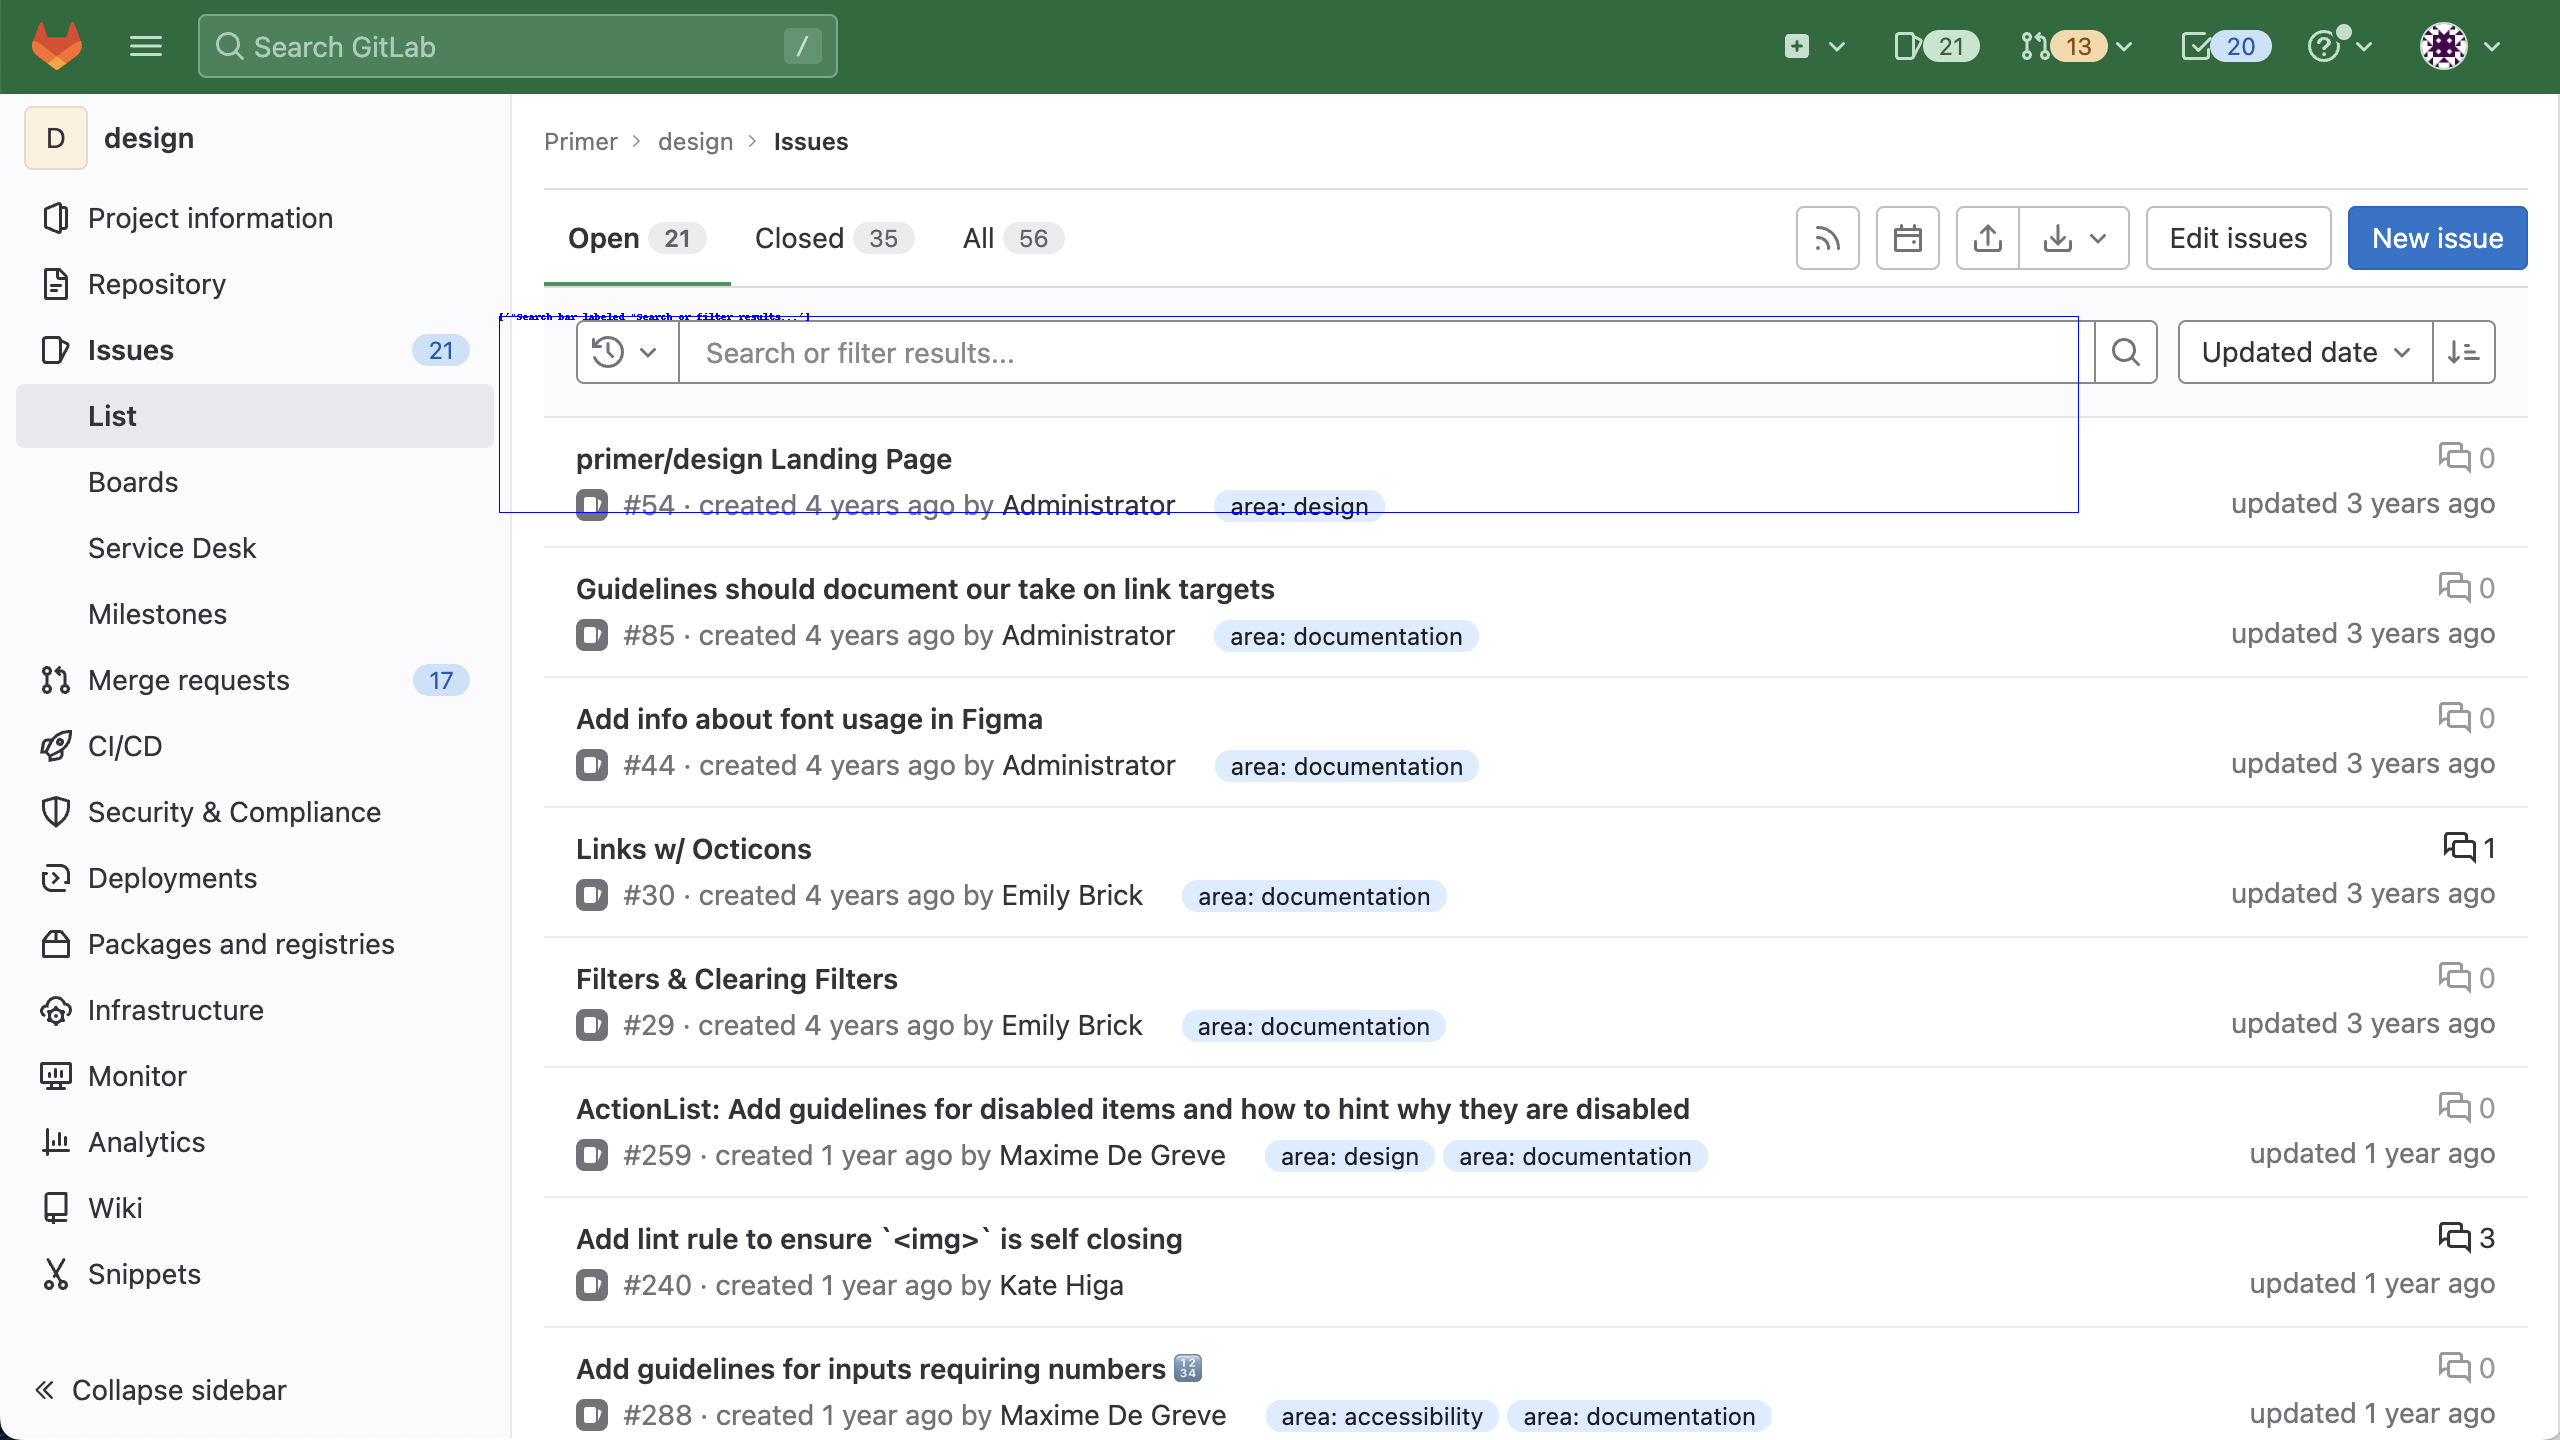 Search GitLab
/
21
13
20
D
design
Project information
Repository
Issues
21
List
Boards
Service Desk
Milestones
Merge requests
17
CI/CD
Security & Compliance
Deployments
Packages and registries
Infrastructure
Monitor
Analytics
Wiki
Snippets
Collapse sidebar
Primer
design
Issues
Open 21
Closed 35
All 56
Edit issues
New issue
['"Search bar labeled "Search or filter results...']
Search or filter results...
Updated date
primer/design Landing Page
0
#54 · created 4 years ago by Administrator
area: design
updated 3 years ago
Guidelines should document our take on link targets
0
#85 · created 4 years ago by Administrator
area: documentation
updated 3 years ago
Add info about font usage in Figma
0
#44 · created 4 years ago by Administrator
area: documentation
updated 3 years ago
Links w/ Octicons
1
#30 · created 4 years ago by Emily Brick
area: documentation
updated 3 years ago
Filters & Clearing Filters
0
#29 · created 4 years ago by Emily Brick
area: documentation
updated 3 years ago
ActionList: Add guidelines for disabled items and how to hint why they are disabled
0
#259 · created 1 year ago by Maxime De Greve
area: design
area: documentation
updated 1 year ago
Add lint rule to ensure `<img>` is self closing
3
#240 · created 1 year ago by Kate Higa
updated 1 year ago
Add guidelines for inputs requiring numbers 🔢
0
#288 · created 1 year ago by Maxime De Greve
area: accessibility
area: documentation
updated 1 year ago